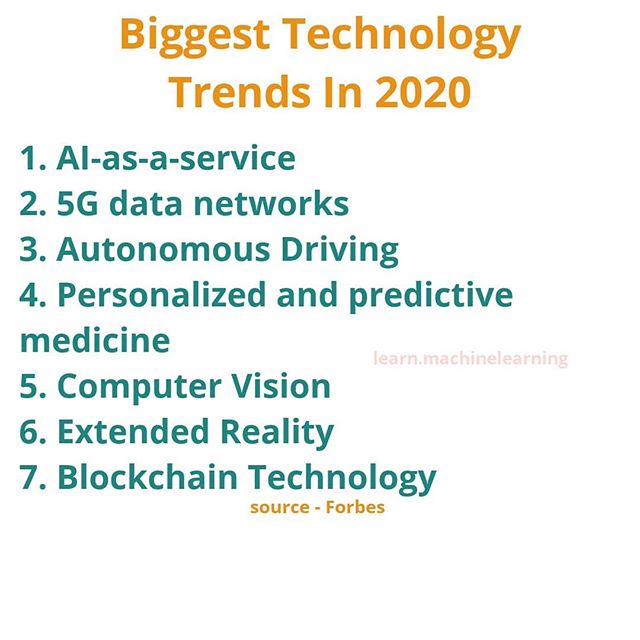 Biggest Technology
Trends In 2020
1. AI-as-a-service
2. 5G data networks
3. Autonomous Driving
4. Personalized and predictive
medicine
learn.machinelearning
5. Computer Vision
6. Extended Reality
7. Blockchain Technology
source - Forbes